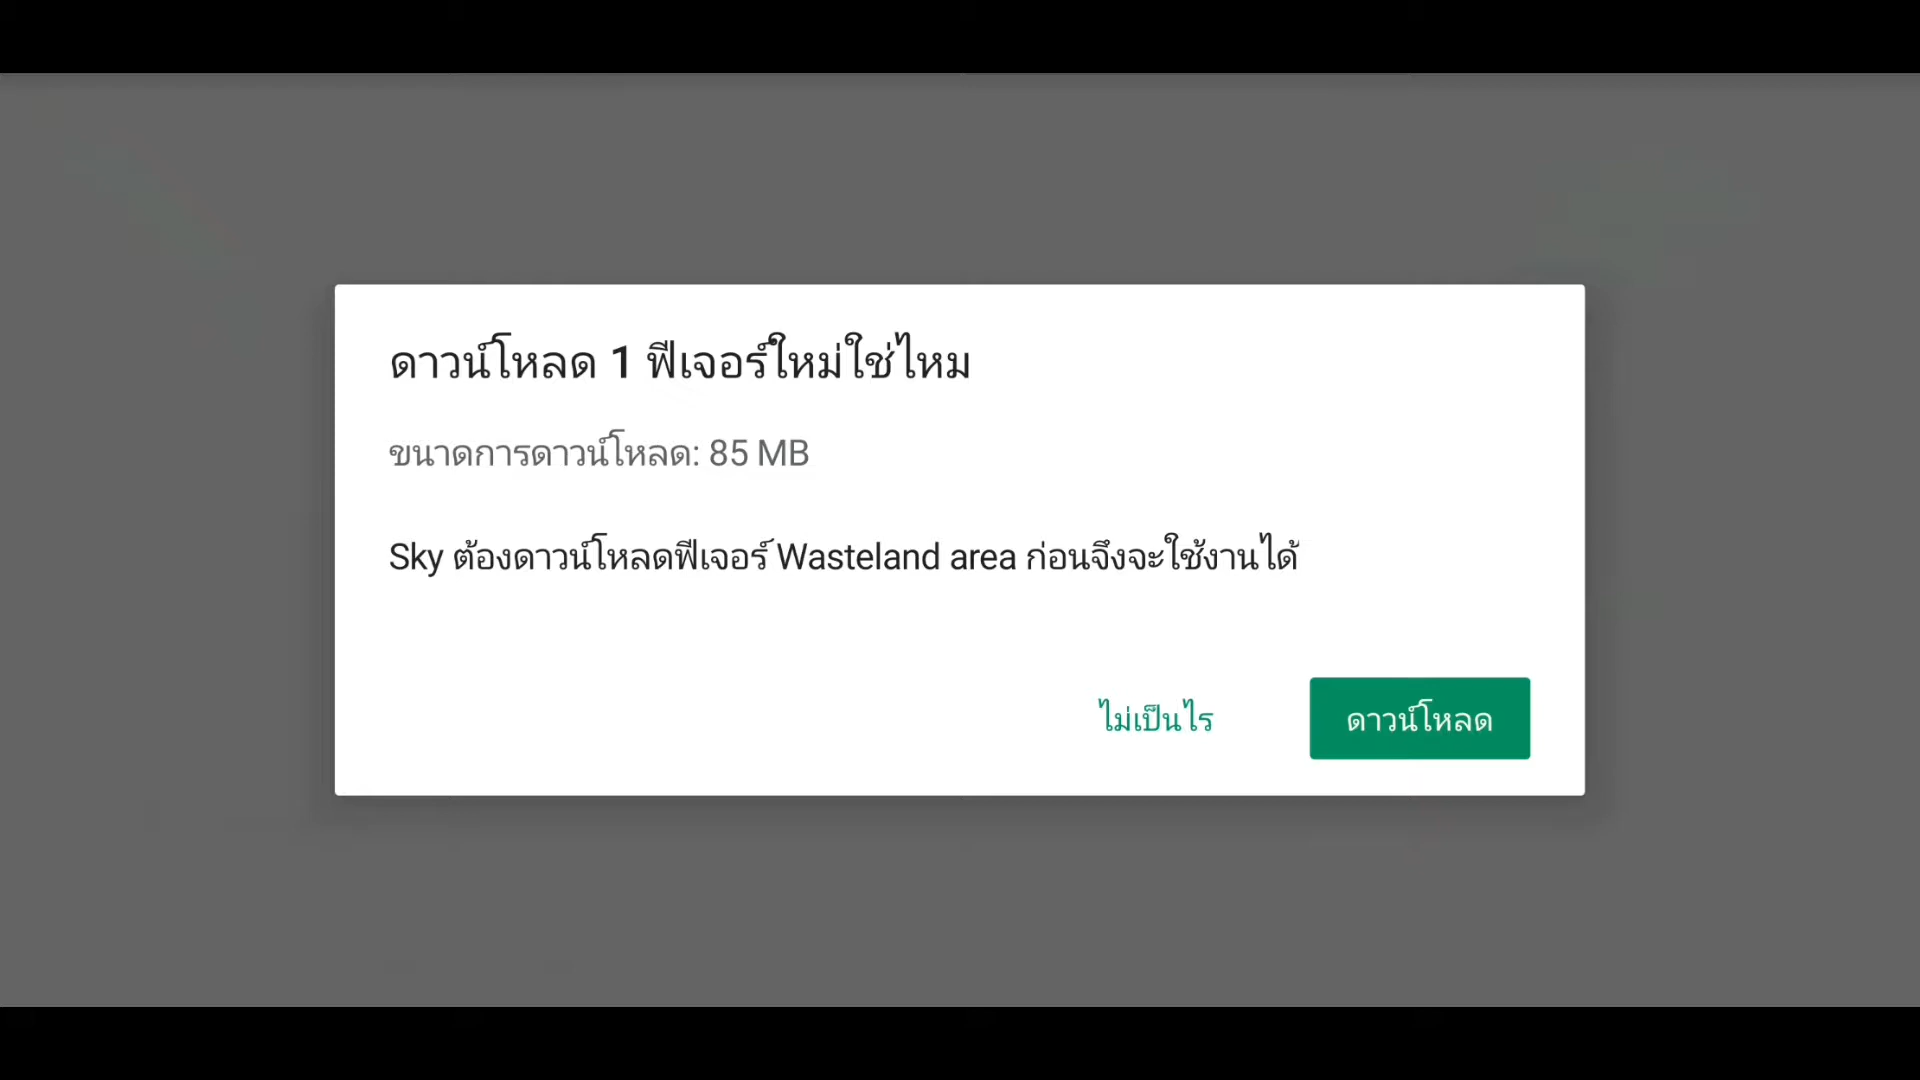 ดาวน์โหลด 1 ฟีเจอร์ใหม่ใช่ไหม
ขนาดการดาวน์โหลด: 85 MB
Sky ต้องดาวน์โหลดฟีเจอร์ Wasteland area ก่อนจึงจะใช้งานได้
ไม่เป็นไร
ดาวน์โหลด